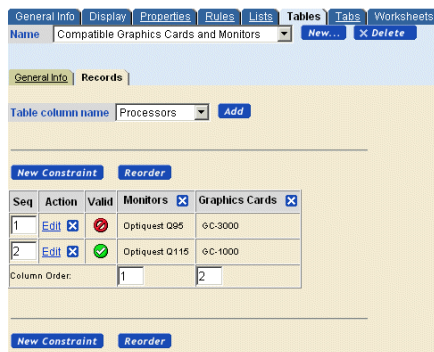 General Info Display Properties Rules Lists Tables Tabs Worksheets
Name Compatible Graphics Cards and Monitors New... X Delete
General Info Records
Table column name Processors Add
New Constraint Reorder
Seq Action Valid Monitors Graphics Cards
1 Edit Optiquest Q95 GC-3000
2 Edit Optiquest Q115 GC-1000
Column Order: 1 2
New Constraint Reorder